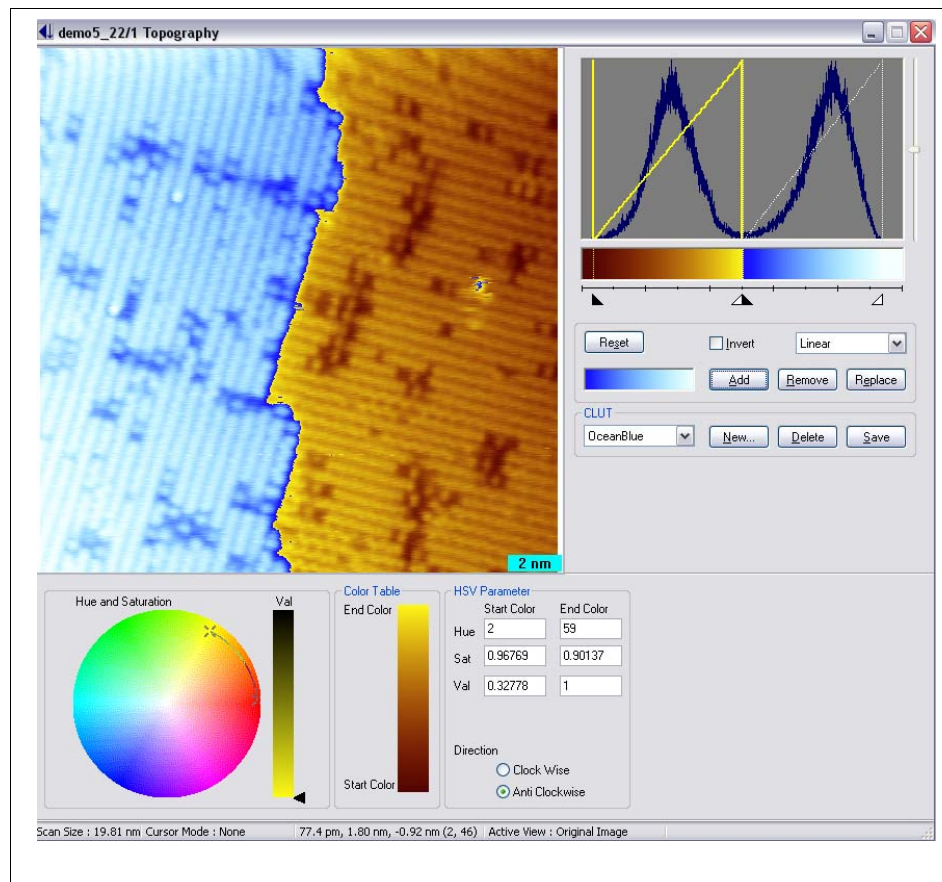 demo5_22/1 Topography
2 nm
Reset
Invert
Linear
Add
Remove
Replace
CLUT
OceanBlue
New...
Delete
Save
Hue and Saturation
Val
Color Table
End Color
Start Color
HSV Parameter
Start Color End Color
Hue 2 59
Sat 0.96769 0.90137
Val 0.32778 1
Direction
Clock Wise
Anti Clockwise
Scan Size : 19.81 nm Cursor Mode : None 77.4 pm, 1.80 nm, -0.92 nm (2, 46) Active View : Original Image